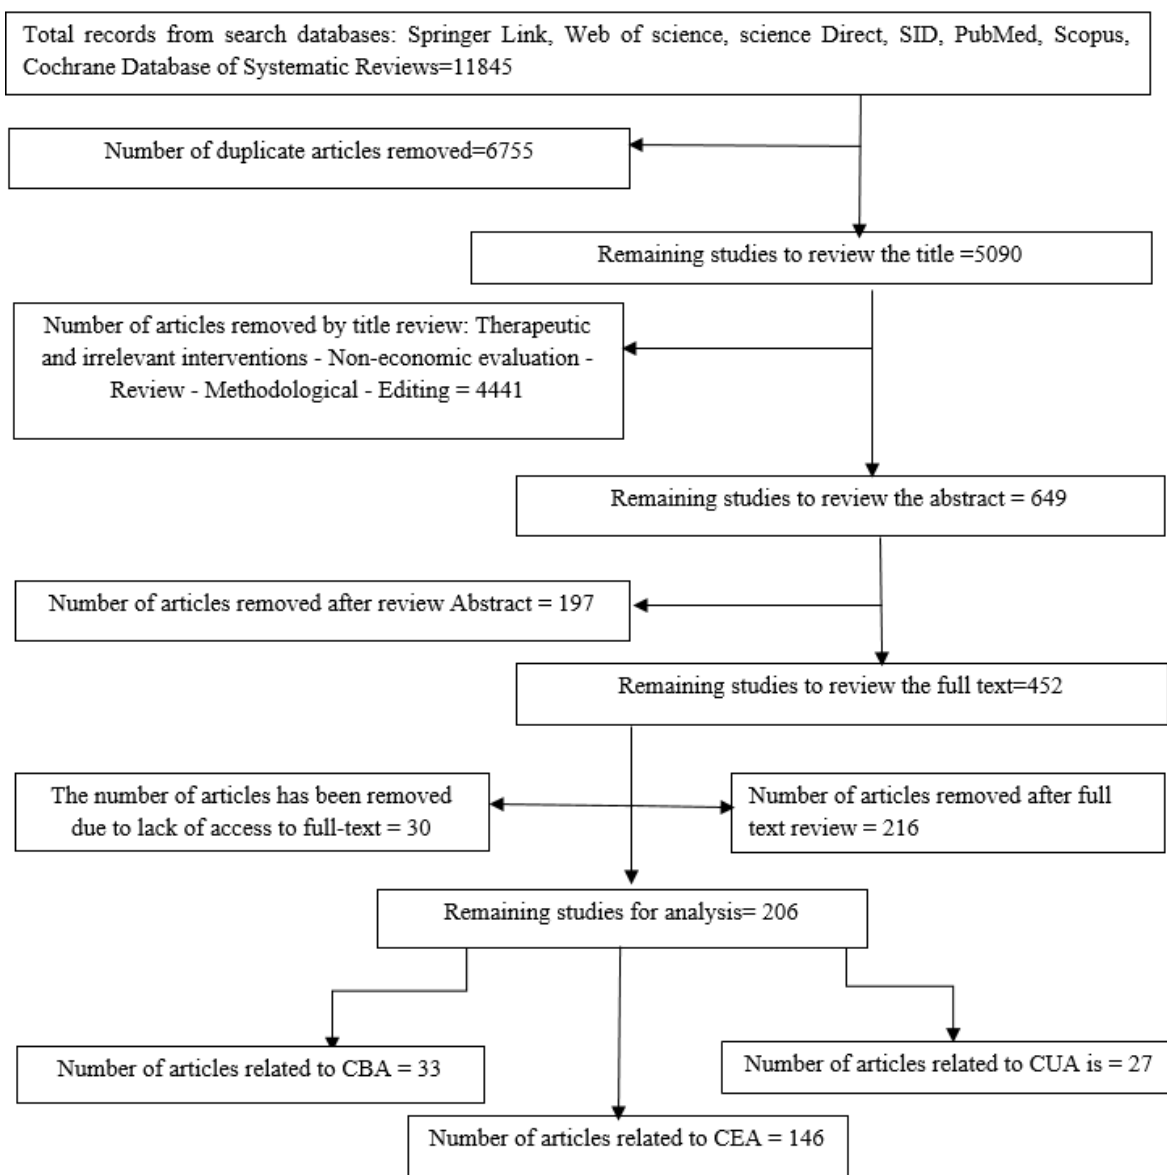 Total records from search databases: Springer Link, Web of science, science Direct, SID, PubMed, Scopus,
Cochrane Database of Systematic Reviews=11845
Number of duplicate articles removed=6755
Remaining studies to review the title =5090
Number of articles removed by title review: Therapeutic
and irrelevant interventions - Non-economic evaluation -
Review - Methodological - Editing = 4441
Remaining studies to review the abstract = 649
Number of articles removed after review Abstract = 197
Remaining studies to review the full text=452
The number of articles has been removed
due to lack of access to full-text = 30
Number of articles removed after full
text review = 216
Remaining studies for analysis= 206
Number of articles related to CBA = 33
Number of articles related to CUA is = 27
Number of articles related to CEA = 146